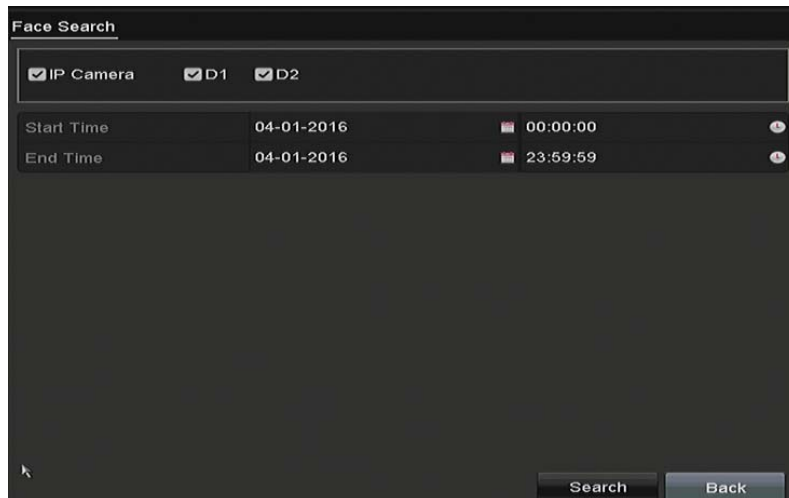 Face Search
IP Camera D1 D2
Start Time 04-01-2016 00:00:00
End Time 04-01-2016 23:59:59
Search Back